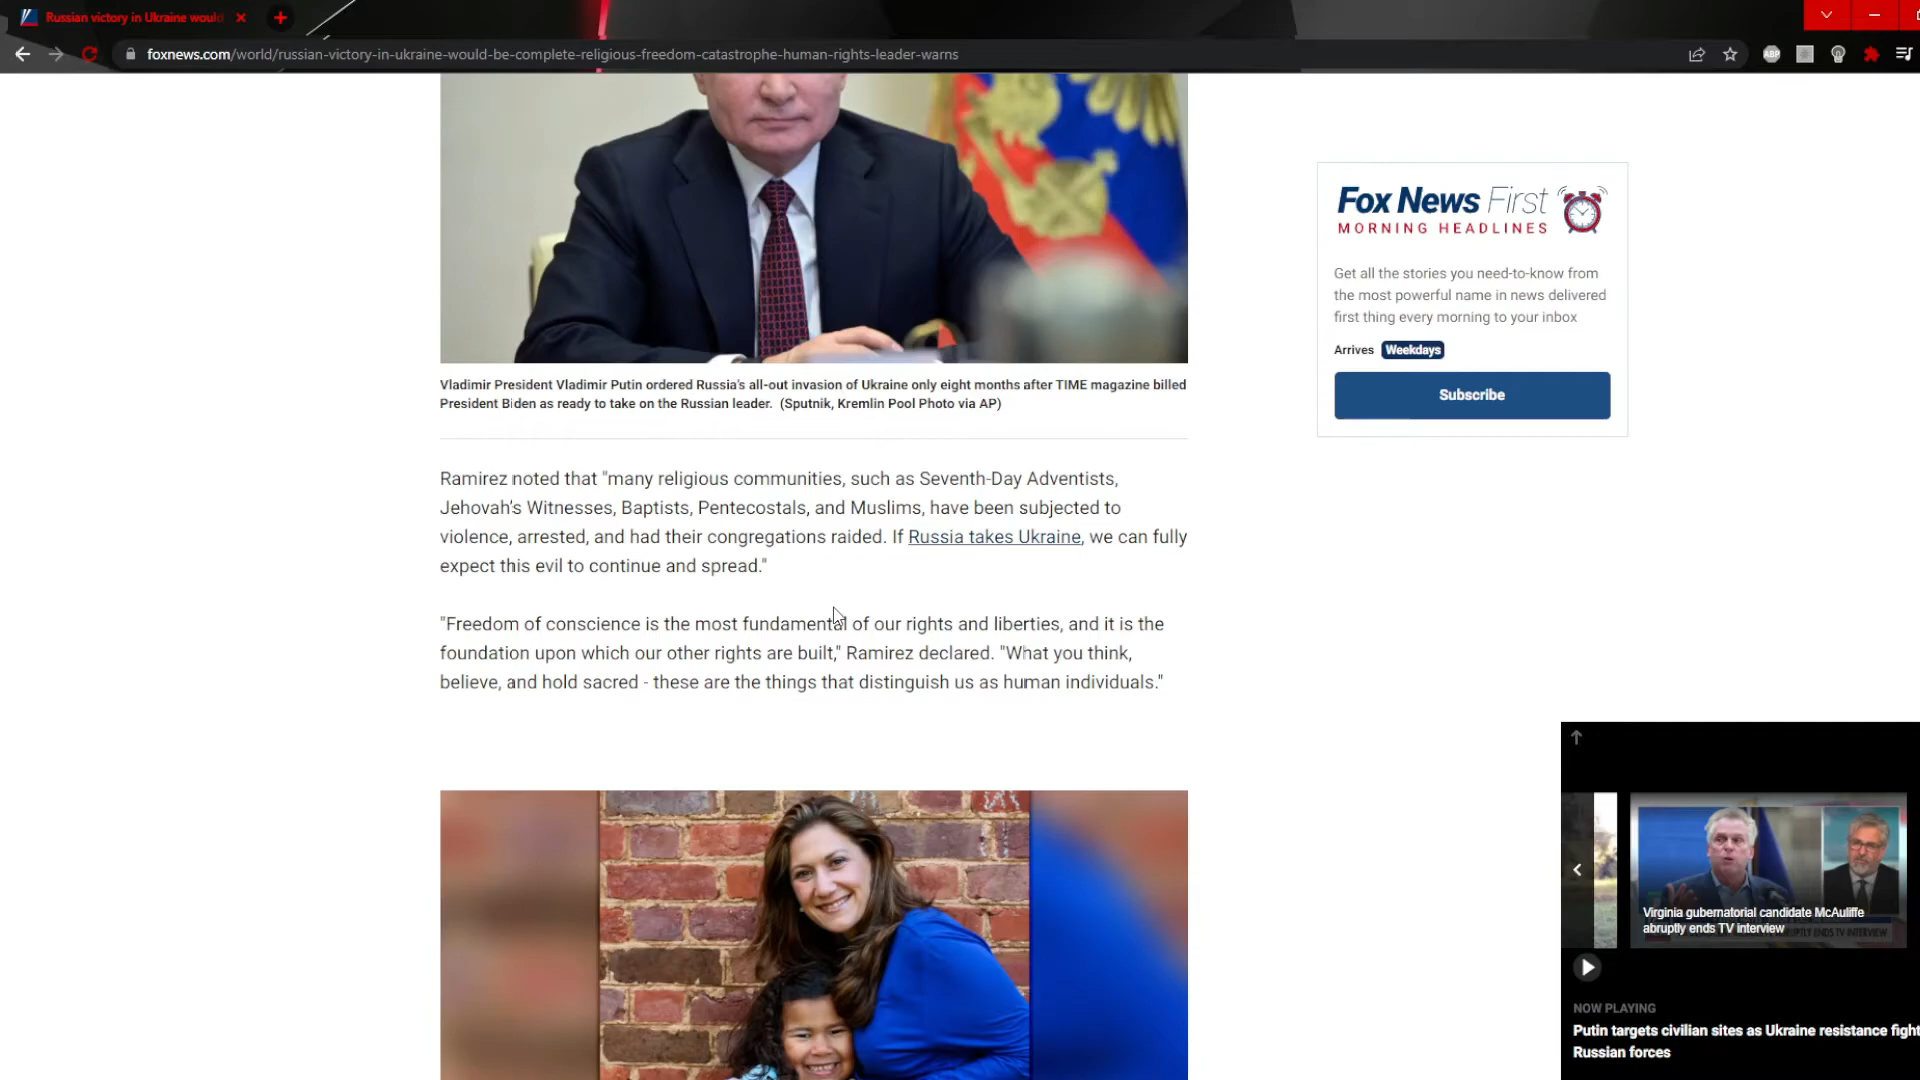 Russian victory in Ukraine would
foxnews.com/world/russian-victory-in-ukraine-would-be-complete-religious-freedom-catastrophe-human-rights-leader-warns
ABP
Vladimir President Vladimir Putin ordered Russia's all-out invasion of Ukraine only eight months after TIME magazine billed
President Biden as ready to take on the Russian leader.  (Sputnik, Kremlin Pool Photo via AP)
Ramirez noted that "many religious communities, such as Seventh-Day Adventists,
Jehovah's Witnesses, Baptists, Pentecostals, and Muslims, have been subjected to
violence, arrested, and had their congregations raided. If Russia takes Ukraine, we can fully
expect this evil to continue and spread."
"Freedom of conscience is the most fundamental of our rights and liberties, and it is the
foundation upon which our other rights are built," Ramirez declared. "What you think,
believe, and hold sacred - these are the things that distinguish us as human individuals."
Fox News First
MORNING HEADLINES
Get all the stories you need-to-know from
the most powerful name in news delivered
first thing every morning to your inbox
Arrives Weekdays
Subscribe
Virginia gubernatorial candidate McAuliffe
abruptly ends TV interview
ABRUPTLY ENDS TV INTERVIEW
NOW PLAYING
Putin targets civilian sites as Ukraine resistance fight
Russian forces